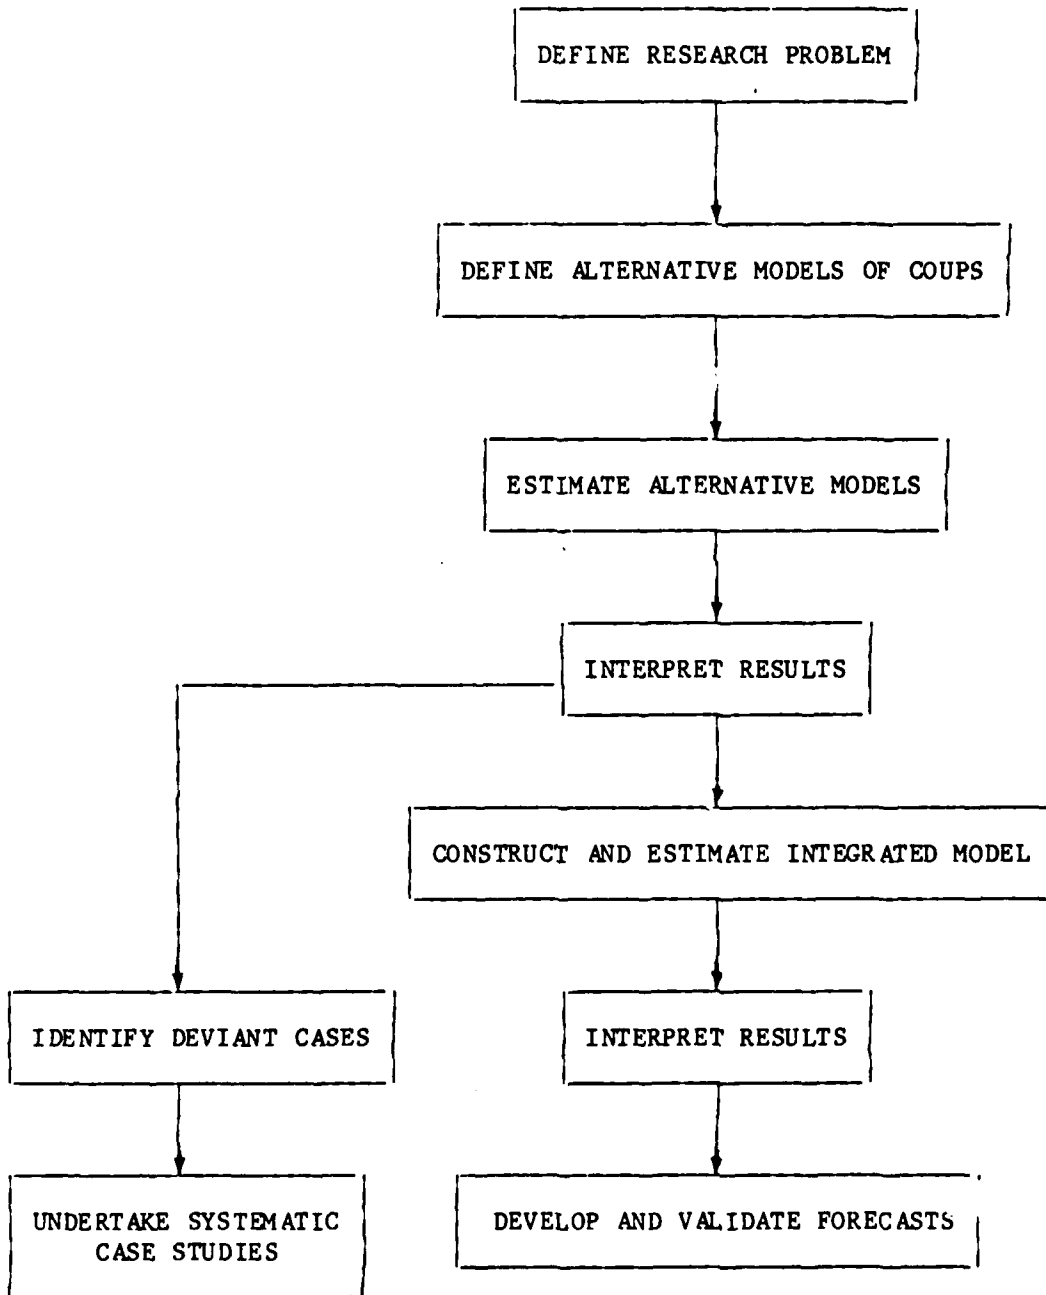 DEFINE RESEARCH PROBLEM
DEFINE ALTERNATIVE MODELS OF COUPS
ESTIMATE ALTERNATIVE MODELS
INTERPRET RESULTS
CONSTRUCT AND ESTIMATE INTEGRATED MODEL
IDENTIFY DEVIANT CASES
INTERPRET RESULTS
UNDERTAKE SYSTEMATIC
CASE STUDIES
DEVELOP AND VALIDATE FORECASTS